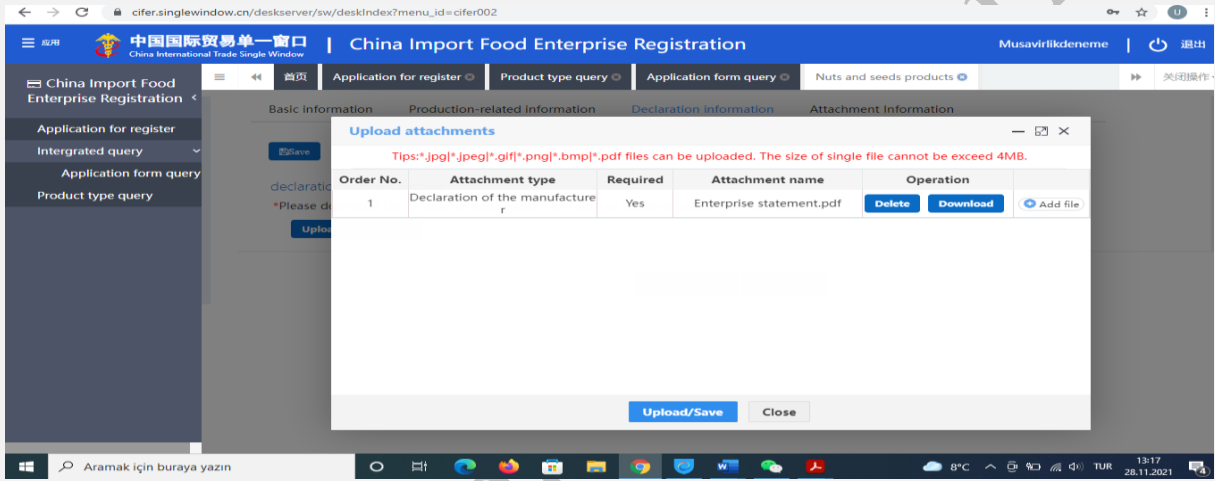 cifer.singlewindow.cn/deskserver/sw/deskIndex?menu_id=cifer002
U
应用
中国国际贸易单一窗口
China International Trade Single Window
| China Import Food Enterprise Registration
Musavirlikdeneme | 退出
China Import Food
Enterprise Registration
首页 Application for register Product type query Application form query Nuts and seeds products 关闭操作
Application for register
Intergrated query
Application form query
Product type query
Basic information Production-related information Declaration information Attachment Information
Save
declaratio
*Please de
Uploa
Upload attachments
Tips:*.jpg|*.jpeg|*.gif|*.png|*.bmp|*.pdf files can be uploaded. The size of single file cannot be exceed 4MB.
Order No. Attachment type Required Attachment name Operation
1 Declaration of the manufacture
r Yes Enterprise statement.pdf Delete Download Add file
Upload/Save Close
Aramak için buraya yazın
8°C TUR 13:17
28.11.2021
4